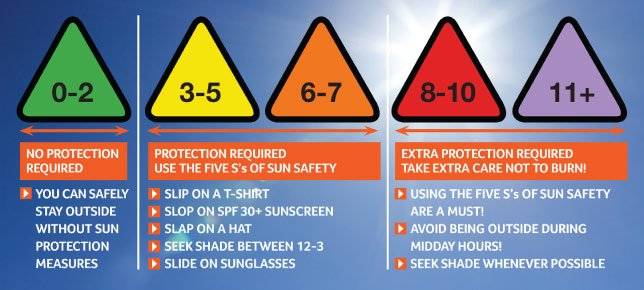 0-2
3-5
6-7
8-10
11+
NO PROTECTION
REQUIRED
YOU CAN SAFELY
STAY OUTSIDE
WITHOUT SUN
PROTECTION
MEASURES
PROTECTION REQUIRED
USE THE FIVE S's OF SUN SAFETY
SLIP ON A T-SHIRT
SLOP ON SPF 30+ SUNSCREEN
SLAP ON A HAT
SEEK SHADE BETWEEN 12-3
SLIDE ON SUNGLASSES
EXTRA PROTECTION REQUIRED
TAKE EXTRA CARE NOT TO BURN!
USING THE FIVE S's OF SUN SAFETY
ARE A MUST!
AVOID BEING OUTSIDE DURING
MIDDAY HOURS!
SEEK SHADE WHENEVER POSSIBLE